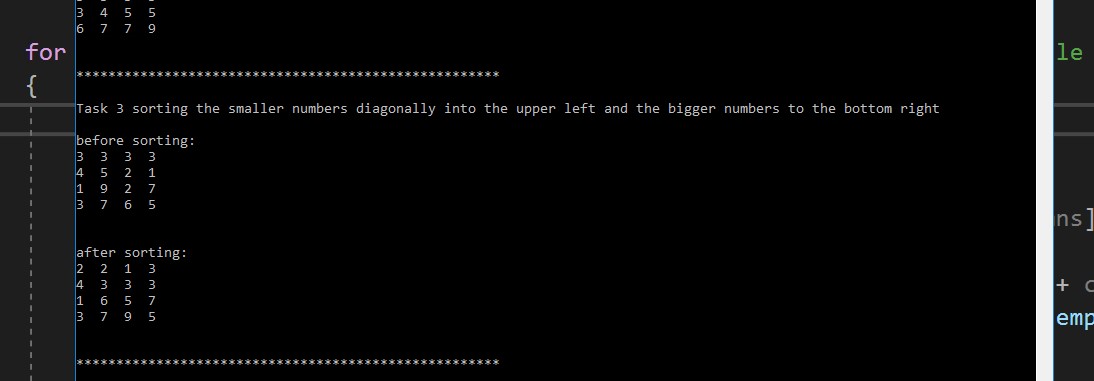 3 4 5 5
6 7 7 9
for
{
*****************************************************
Task 3 sorting the smaller numbers diagonally into the upper left and the bigger numbers to the bottom right
before sorting:
3 3 3 3
4 5 2 1
1 9 2 7
3 7 6 5
after sorting:
2 2 1 3
4 3 3 3
1 6 5 7
3 7 9 5
*****************************************************
le
ns]
+ c
emp